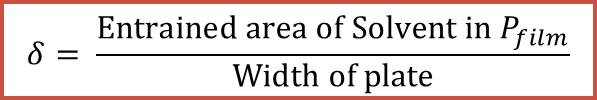 δ = Entrained area of Solvent in P_film
Width of plate